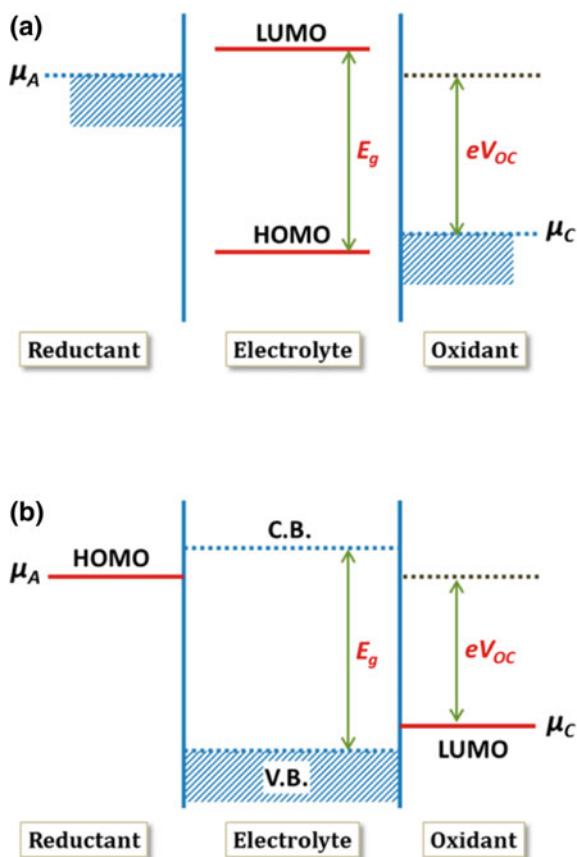 (a)
LUMO
μA
Eg
eVOC
HOMO
μC
Reductant Electrolyte Oxidant
(b)
C.B.
HOMO
μA
Eg
eVOC
μC
LUMO
V.B.
Reductant Electrolyte Oxidant